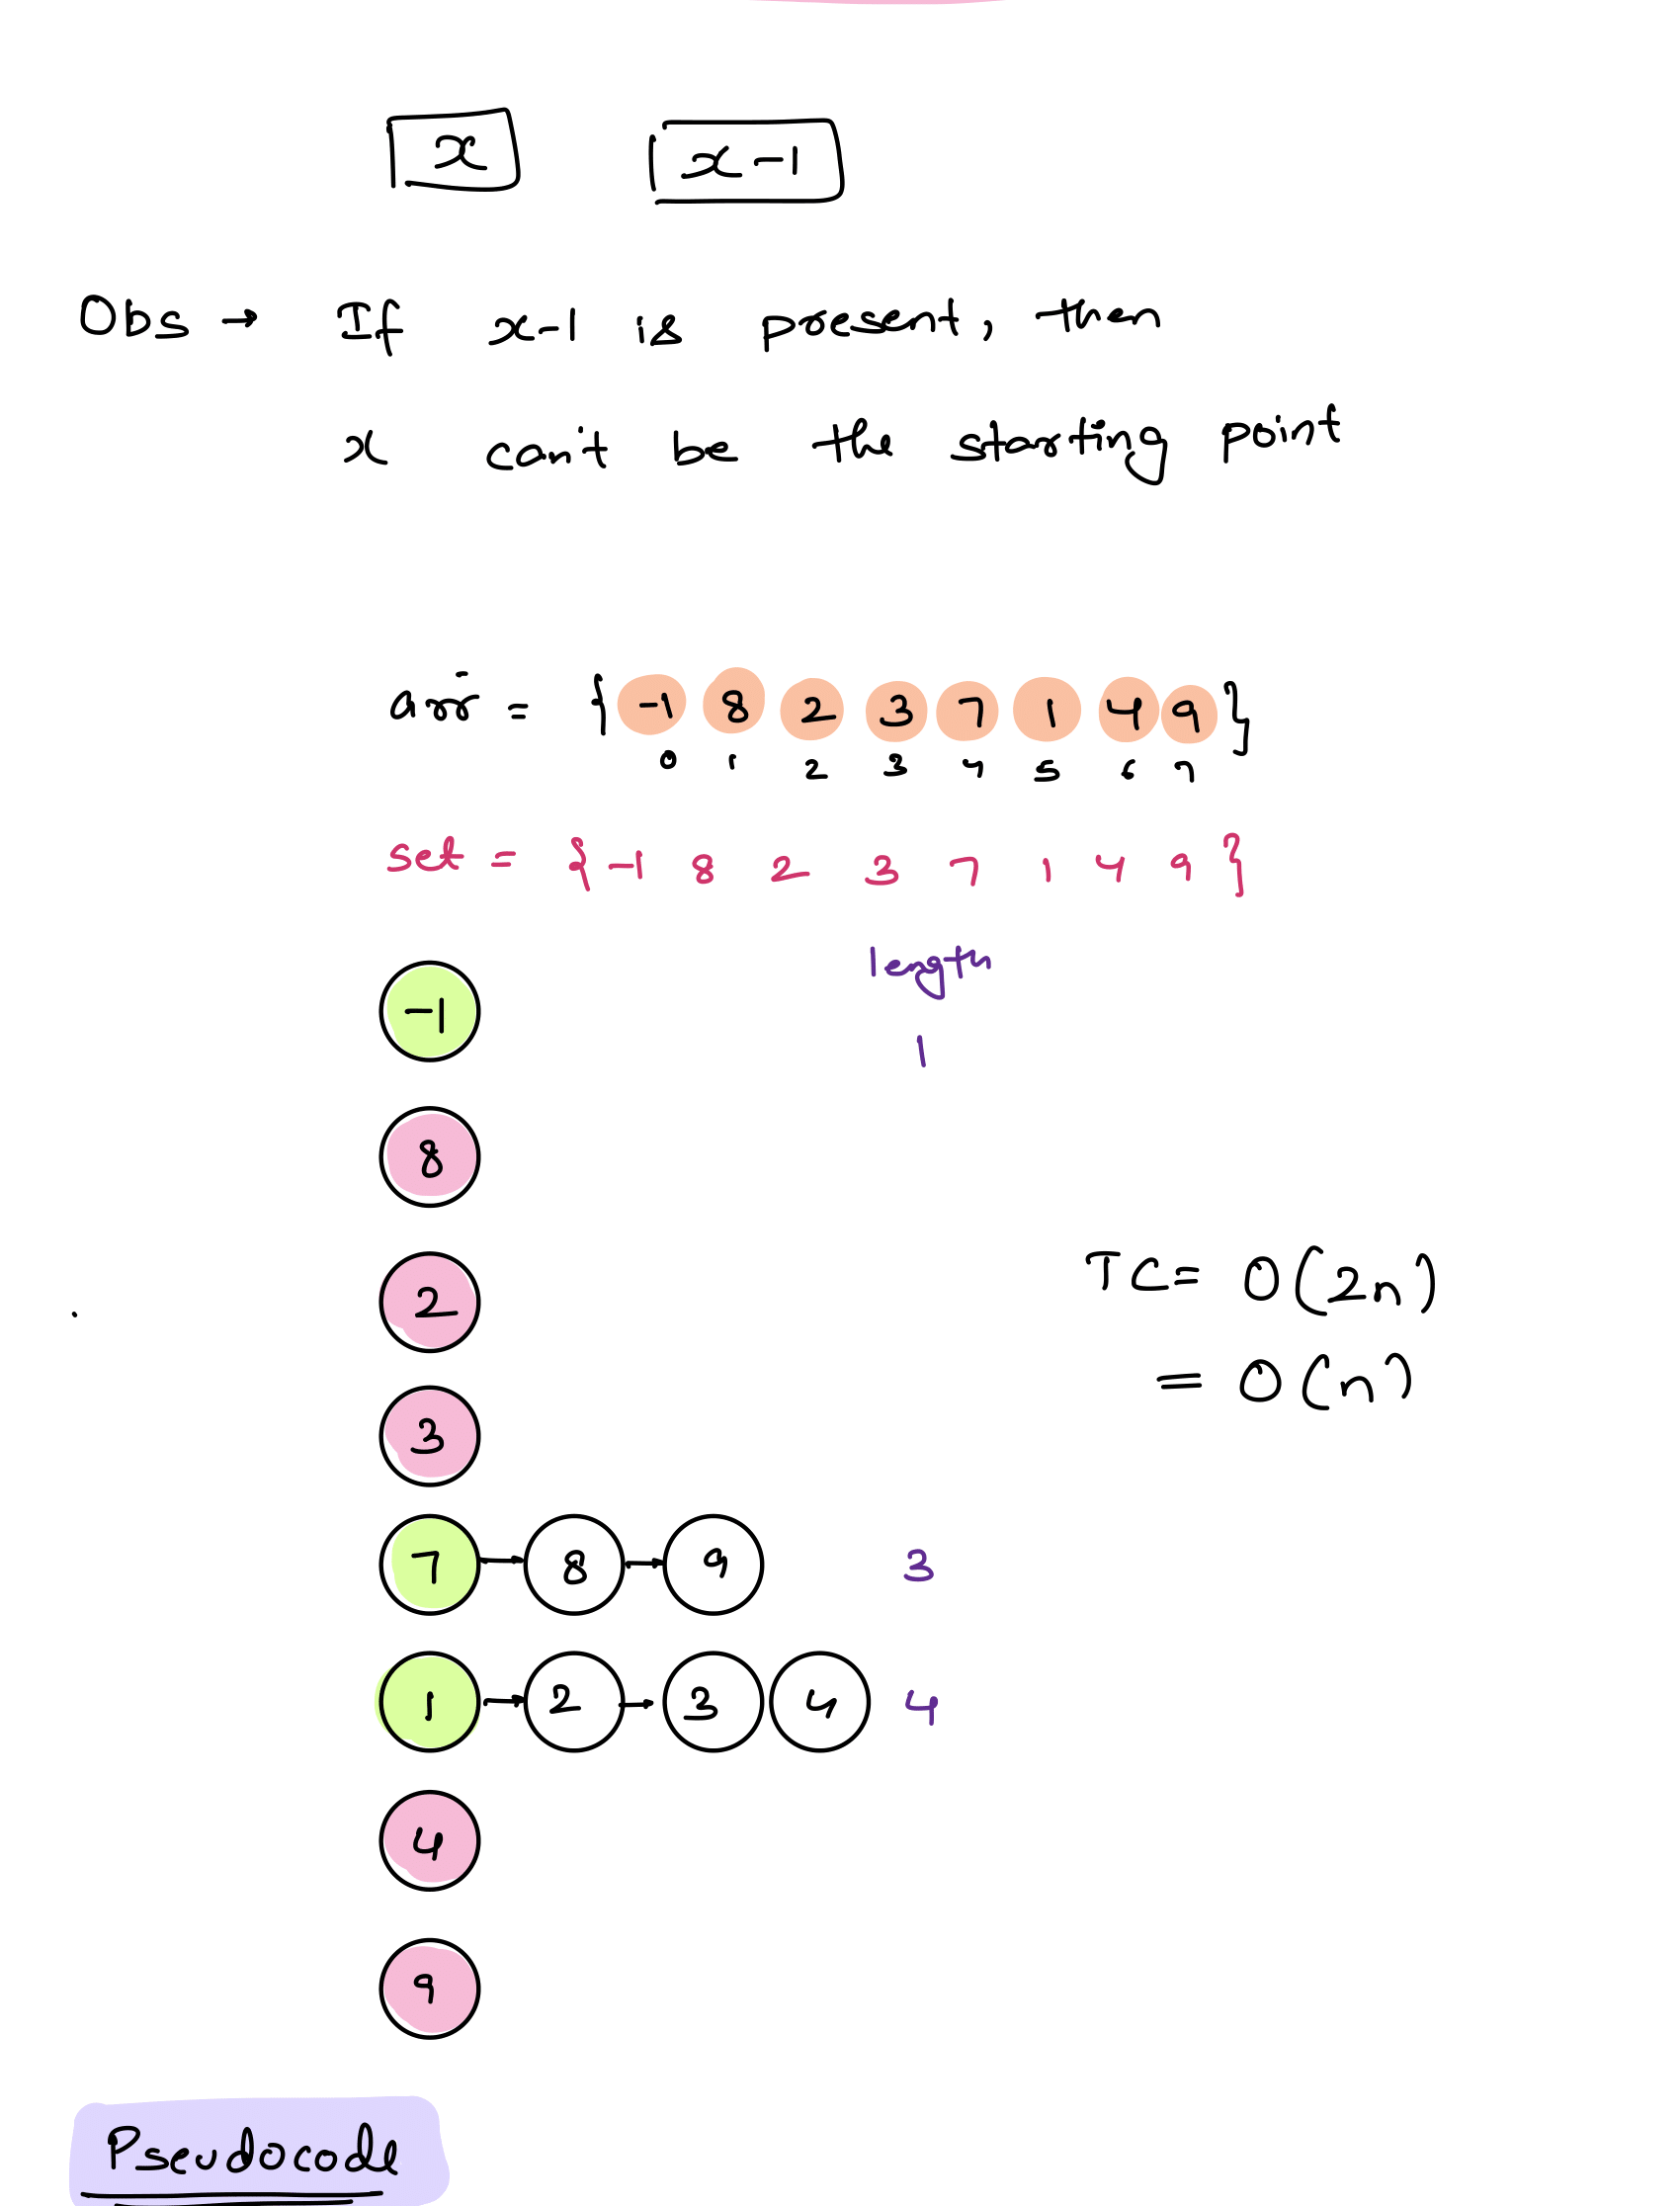 x x-1
Obs → If x-1 is present, then
x can't be the starting point
arr = { -1 8 2 3 7 1 4 9 }
0 1 2 3 4 5 6 7
set = { -1 8 2 3 7 1 4 9 }
length
-1 1
8
2
TC = O(2n)
= O(n)
3
7 → 8 → 9 3
1 → 2 → 3 4 4
4
9
Pseudocode